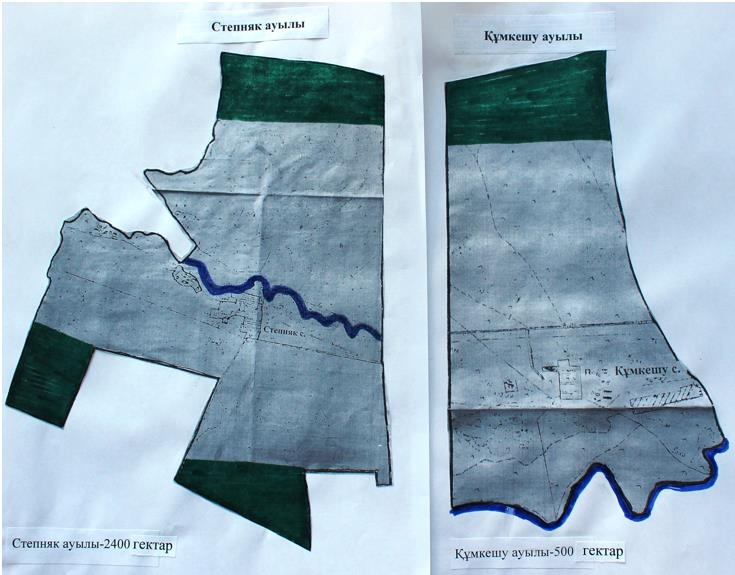 Степняк ауылы
Құмкешу ауылы
Степняк с.
Құмкешу с.
Степняк ауылы-2400 гектар
Құмкешу ауылы-500 гектар